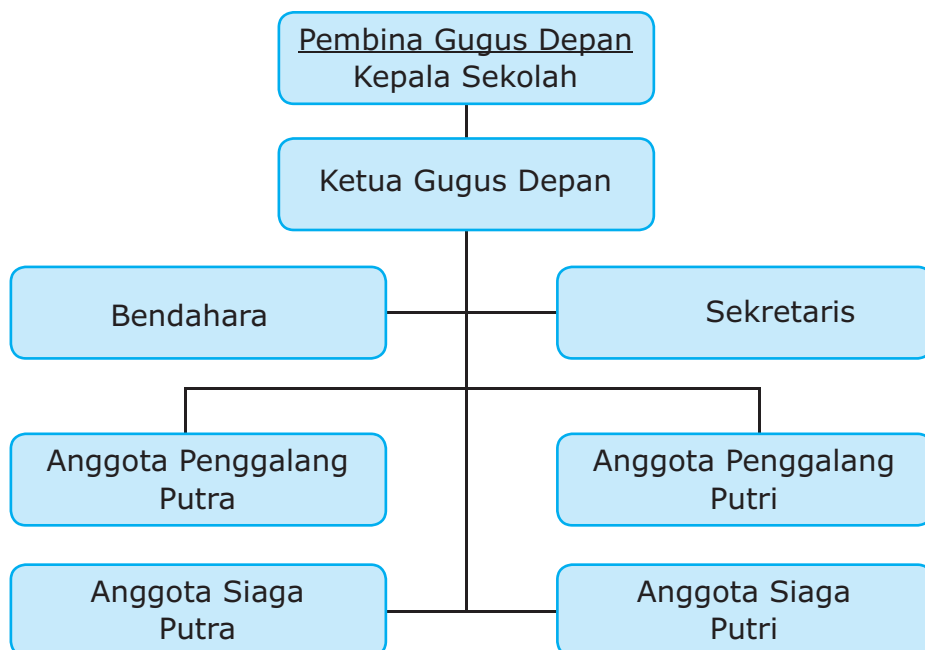 Pembina Gugus Depan
Kepala Sekolah
Ketua Gugus Depan
Bendahara
Sekretaris
Anggota Penggalang
Putra
Anggota Penggalang
Putri
Anggota Siaga
Putra
Anggota Siaga
Putri